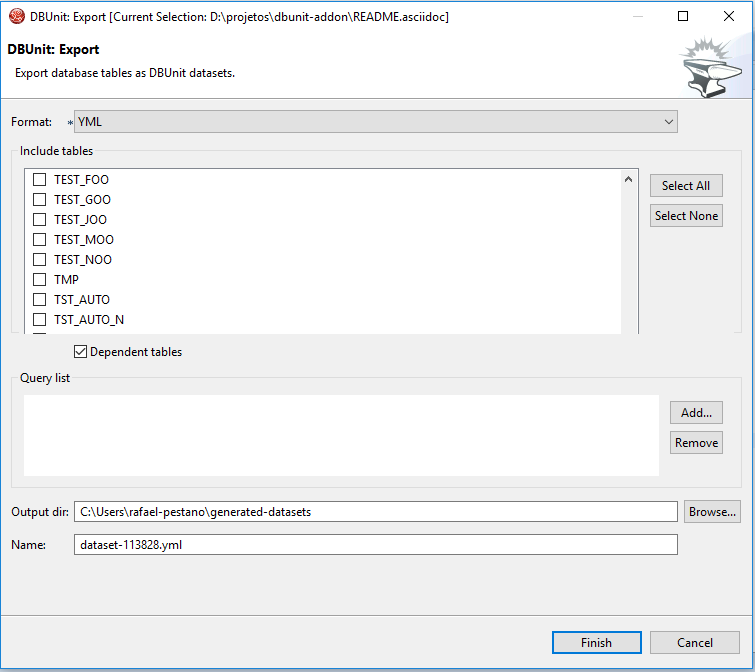 DBUnit: Export [Current Selection: D:\projetos\dbunit-addon\README.asciidoc]
DBUnit: Export
Export database tables as DBUnit datasets.
Format: * YML
Include tables
TEST_FOO
TEST_GOO
TEST_JOO
TEST_MOO
TEST_NOO
TMP
TST_AUTO
TST_AUTO_N
Select All
Select None
Dependent tables
Query list
Add...
Remove
Output dir: C:\Users\rafael-pestano\generated-datasets Browse...
Name: dataset-113828.yml
Finish Cancel